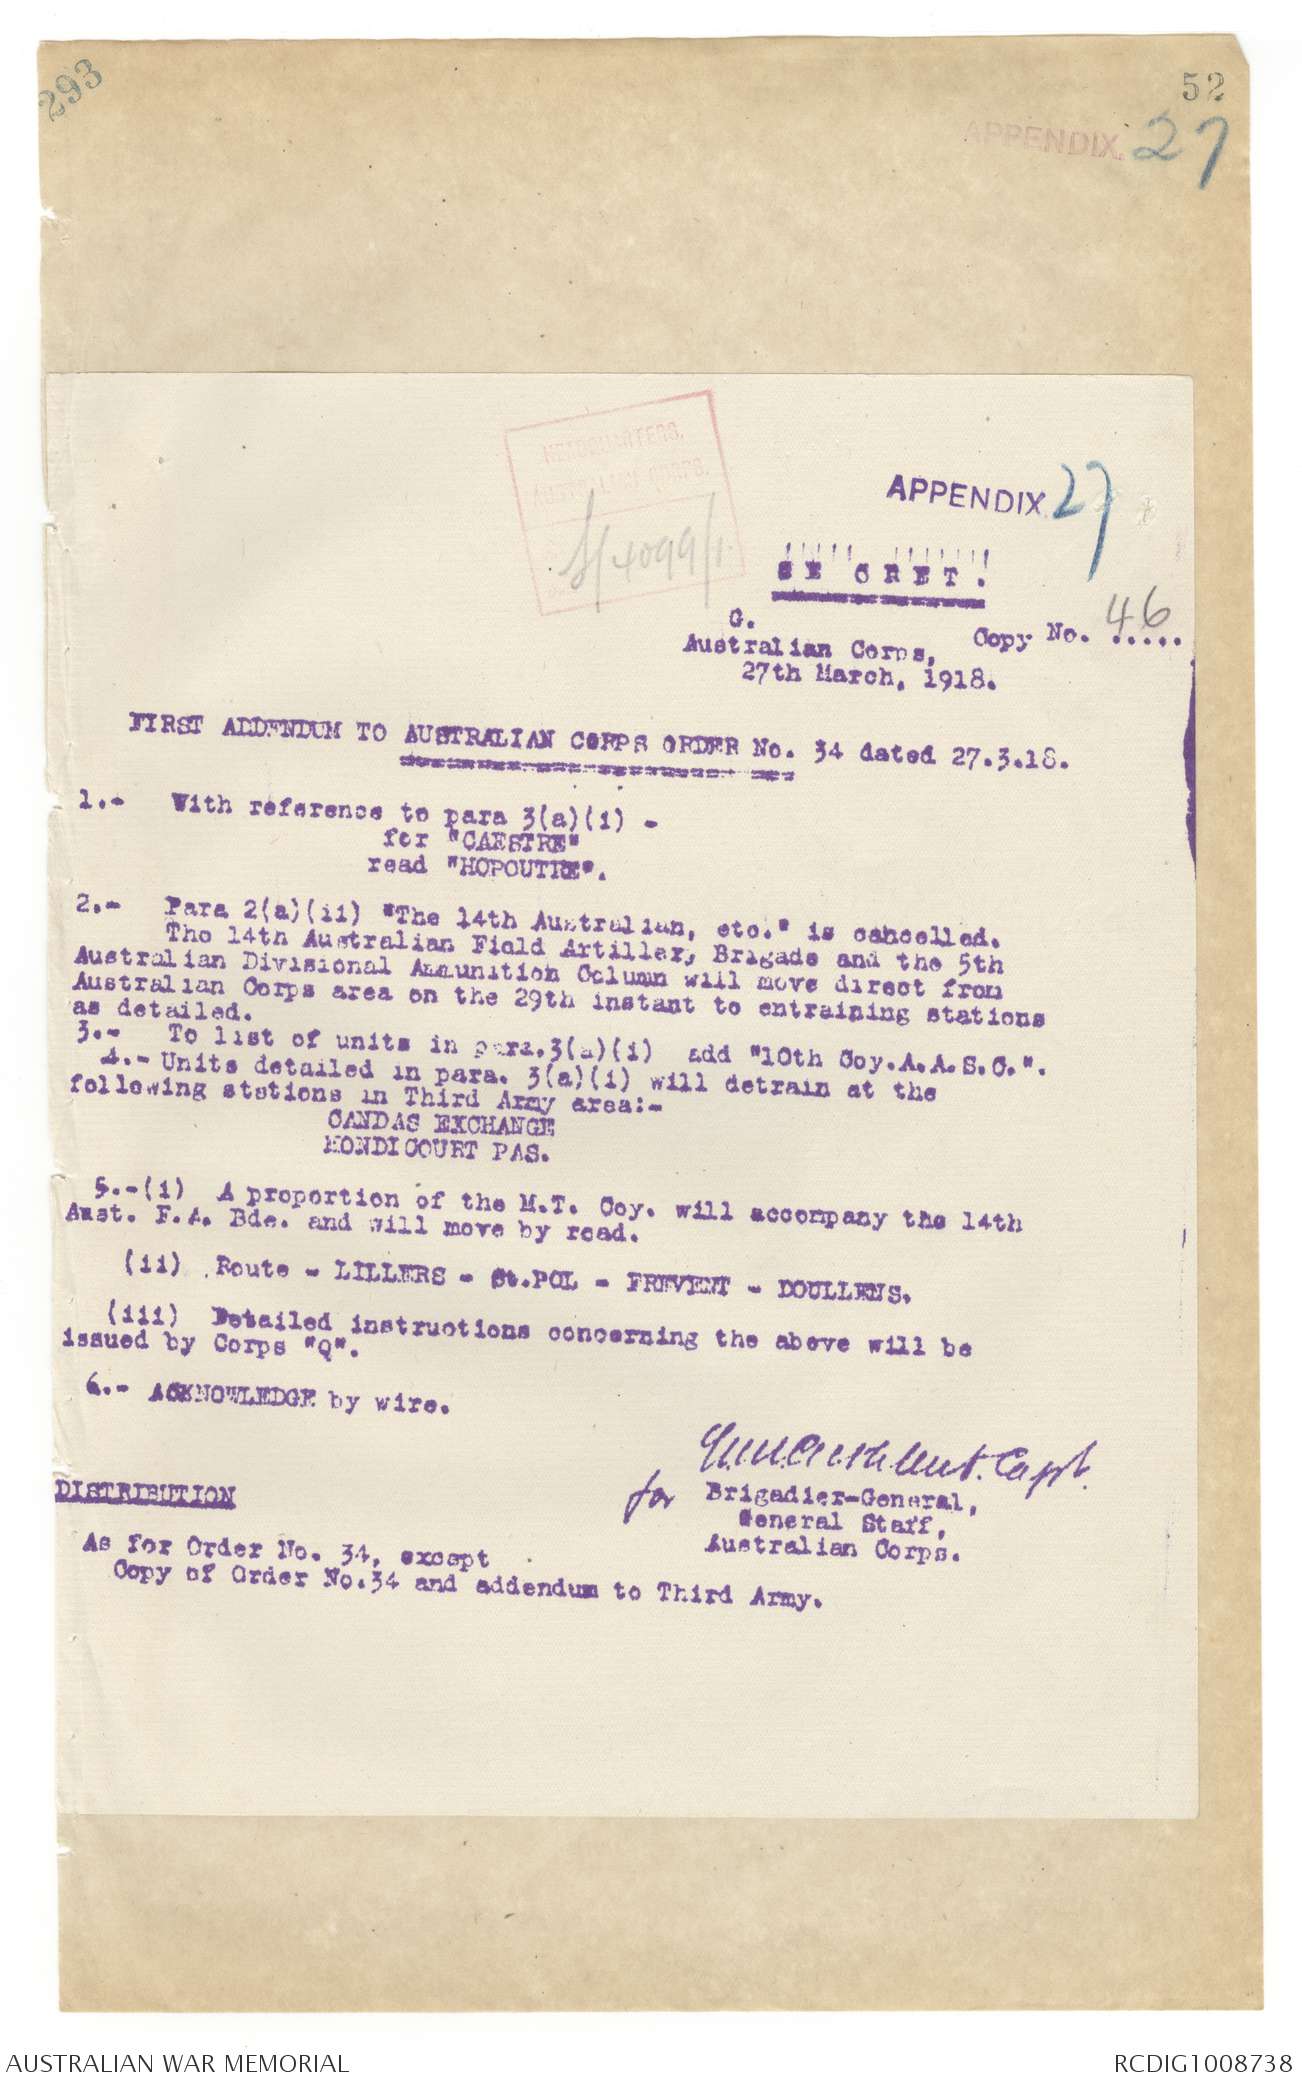 293
52
APPENDIX. 27
HEADQUARTERS,
AUSTRALIAN CORPS.
S/4099/1.
APPENDIX. 27
SE CRET.
G.
Copy No. 46.....
Australian Corps,
27th March, 1918.
FIRST ADDENDUM TO AUSTRALIAN CORPS ORDER No. 34 dated 27.3.18.
1.- With reference to para 3(a)(i) -
for "CAESTRE"
read "HOPOUTRE".
2.- Para 2(a)(ii) "The 14th Australian, etc." is cancelled.
The 14th Australian Field Artillery Brigade and the 5th
Australian Divisional Ammunition Column will move direct from
Australian Corps area on the 29th instant to entraining stations
as detailed.
3.- To list of units in para.3(a)(i) add "10th Coy.A.A.S.C.".
4.- Units detailed in para. 3(a)(i) will detrain at the
following stations in Third Army area:-
CANDAS EXCHANGE
MONDICOURT PAS.
5.-(i) A proportion of the M.T. Coy. will accompany the 14th
Aust. F.A. Bde. and will move by road.
(ii) Route - LILLERS - St.POL - FREVENT - DOULLENS.
(iii) Detailed instructions concerning the above will be
issued by Corps "Q".
6.- ACKNOWLEDGE by wire.
Capt.
for Brigadier-General,
General Staff,
Australian Corps.
DISTRIBUTION
As for Order No. 34, except
Copy of Order No.34 and addendum to Third Army.
AUSTRALIAN WAR MEMORIAL
RCDIG1008738